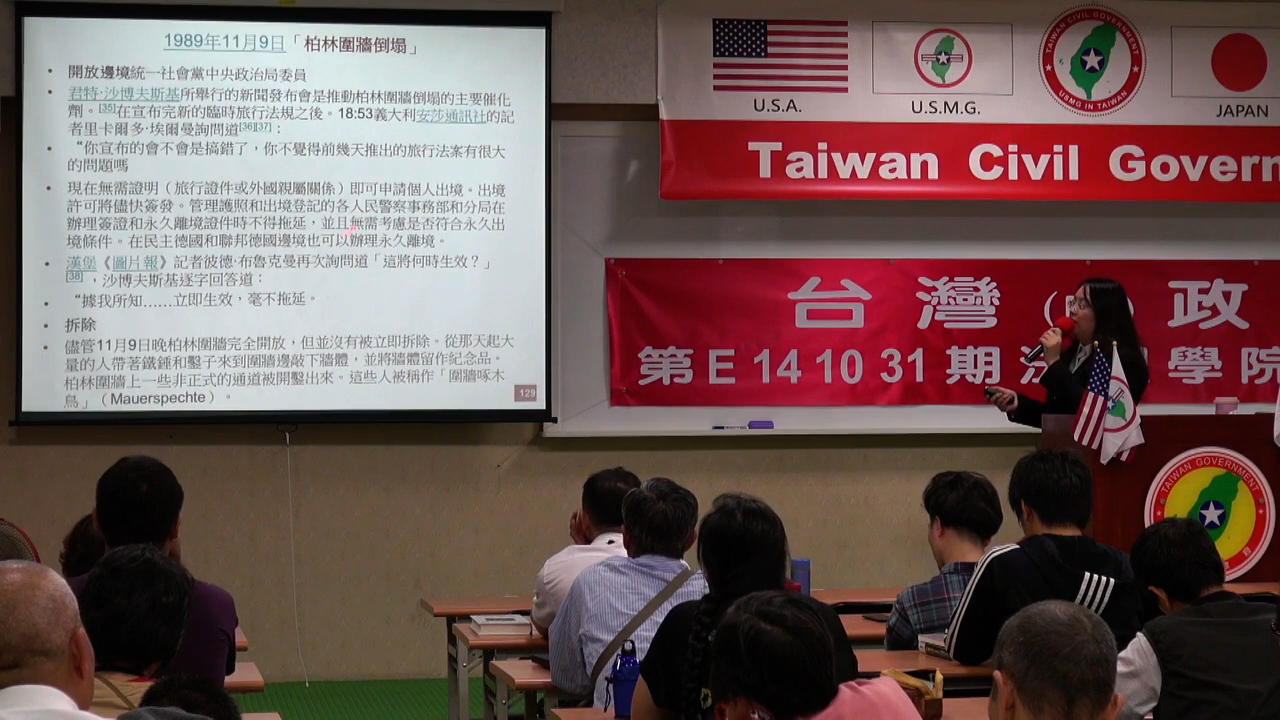 1989年11月9日「柏林圍牆倒塌」
• 開放邊境統一社會黨中央政治局委員
• 君特·沙博夫斯基所舉行的新聞發布會是推動柏林圍牆倒塌的主要催化
劑。[35]在宣布完新的臨時旅行法規之後。18:53義大利安莎通訊社的記
者里卡爾多·埃爾曼詢問道[36][37]：
• “你宣布的會不會是搞錯了，你不覺得前幾天推出的旅行法案有很大
的問題嗎
• 現在無需證明（旅行證件或外國親屬關係）即可申請個人出境。出境
許可將儘快簽發。管理護照和出境登記的各人民警察事務部和分局在
辦理簽證和永久離境證件時不得拖延，並且無需考慮是否符合永久出
境條件。在民主德國和聯邦德國邊境也可以辦理永久離境。
• 漢堡《圖片報》記者彼德·布魯克曼再次詢問道「這將何時生效？」
[38]，沙博夫斯基逐字回答道：
• “據我所知……立即生效，毫不拖延。
• 拆除
• 儘管11月9日晚柏林圍牆完全開放，但並沒有被立即拆除。從那天起大
量的人帶著鐵錘和鑿子來到圍牆邊敲下牆體，並將牆體留作紀念品。
柏林圍牆上一些非正式的通道被開鑿出來。這些人被稱作「圍牆啄木
鳥」（Mauerspechte）。
129
U.S.A.
U.S.M.G.
TAIWAN CIVIL GOVERNMENT
USMG IN TAIWAN
JAPAN
Taiwan Civil Govern
台灣 政
第E141031期 學院
TAIWAN GOVERNMENT